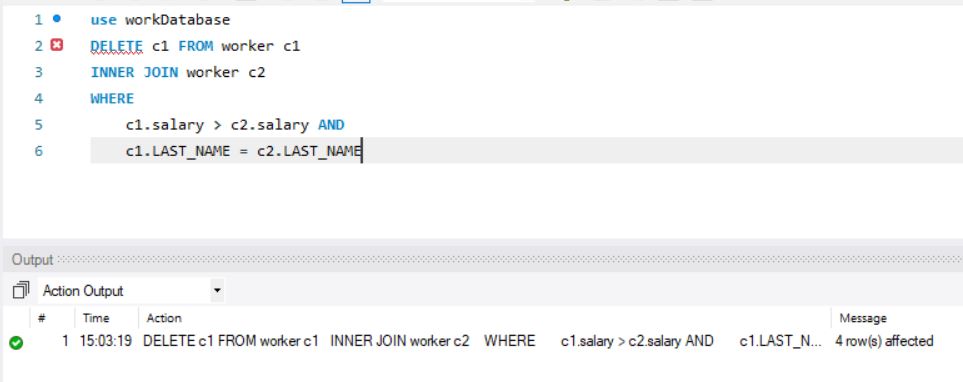 1 use workDatabase
2 DELETE c1 FROM worker c1
3 INNER JOIN worker c2
4 WHERE
5 c1.salary > c2.salary AND
6 c1.LAST_NAME = c2.LAST_NAME
Output
Action Output
# Time Action Message
1 15:03:19 DELETE c1 FROM worker c1 INNER JOIN worker c2 WHERE c1.salary > c2.salary AND c1.LAST_N... 4 row(s) affected